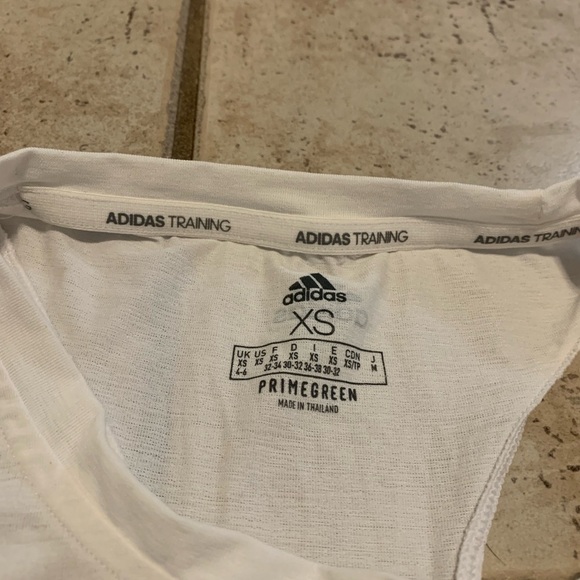 ADIDAS TRAINING ADIDAS TRAINING ADIDAS TRAINING
adidas
XS
UK US F D I E CDN J
XS XS XS XS XS XS XS/TP M
4-6 32-34 30-32 36-38 30-32
PRIMEGREEN
MADE IN THAILAND